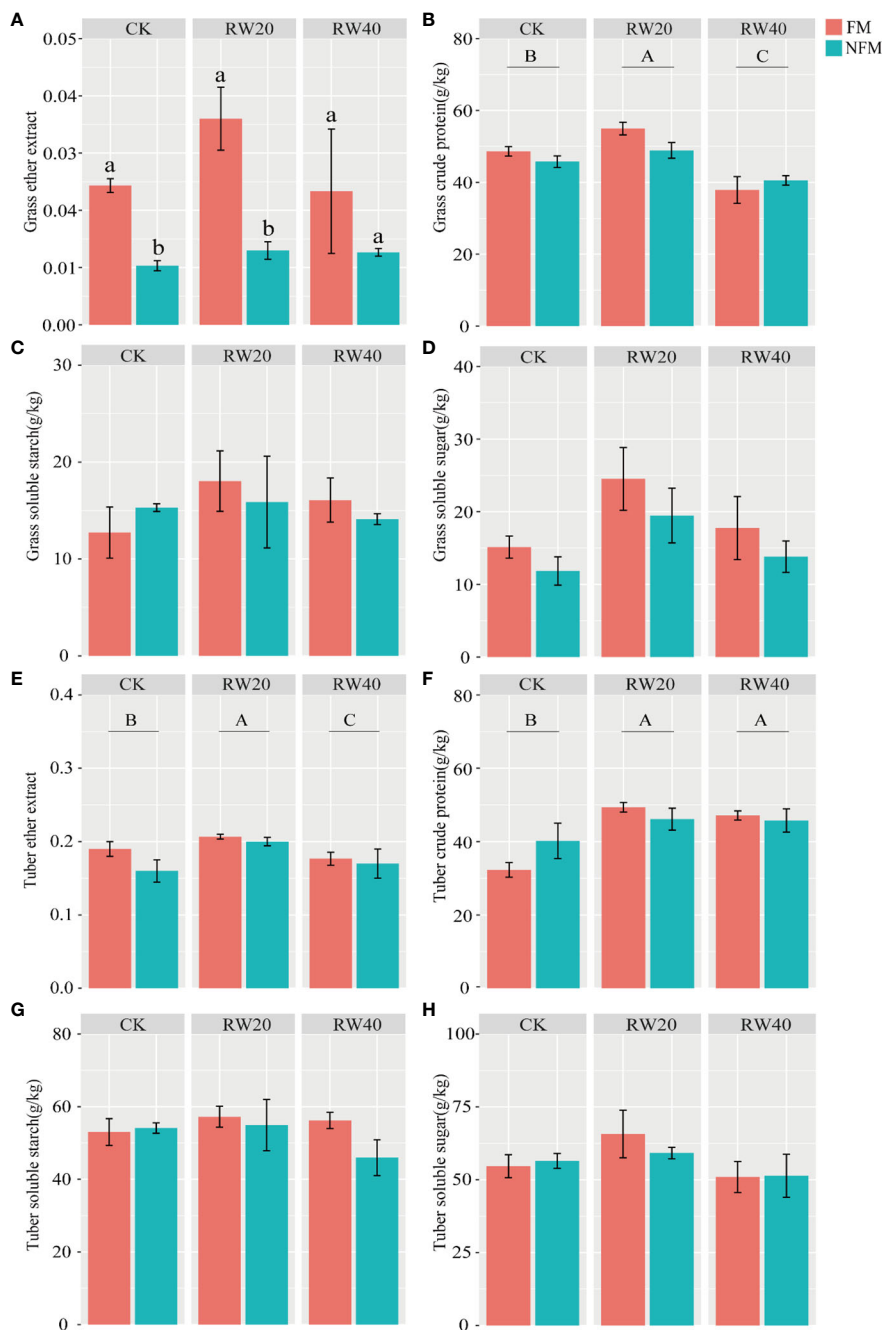 A
CK RW20 RW40
0.05
0.04
0.03
0.04
0.01
0.00
Grass ether extract
a b a b a a
B
CK RW20 RW40
80
60
40
20
0
Grass crude protein(g/kg)
B A C
FM
NFM
C
CK RW20 RW40
30
20
10
0
Grass soluble starch(g/kg)
D
CK RW20 RW40
40
30
20
10
0
Grass soluble sugar(g/kg)
E
CK RW20 RW40
0.4
0.3
0.2
0.1
0.0
Tuber ether extract
B A C
F
CK RW20 RW40
80
60
40
20
0
Tuber crude protein(g/kg)
B A A
G
CK RW20 RW40
80
60
40
20
0
Tuber soluble starch(g/kg)
H
CK RW20 RW40
100
75
50
25
0
Tuber soluble sugar(g/kg)